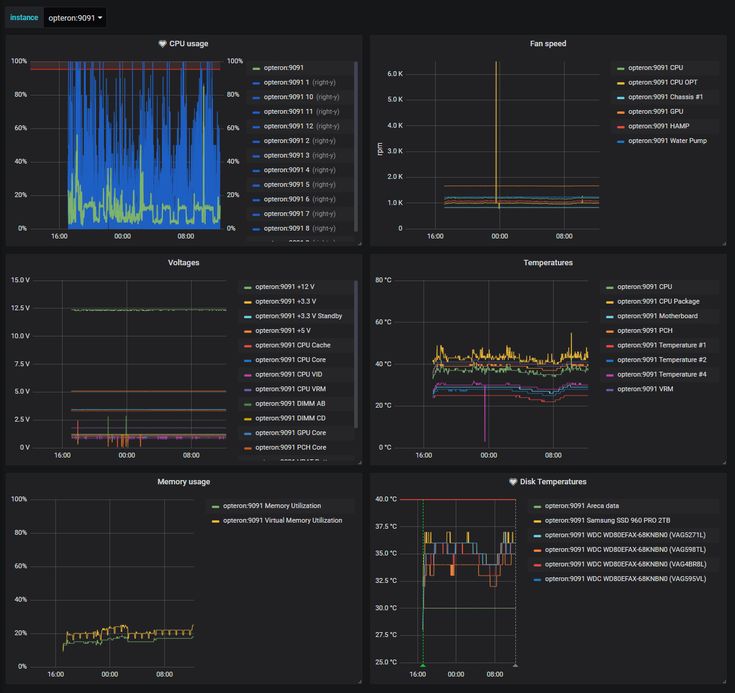 instance opteron:9091
CPU usage
100%
80%
60%
40%
20%
0%
100%
80%
60%
40%
20%
0%
16:00 00:00 08:00
opteron:9091
opteron:9091 1 (right-y)
opteron:9091 10 (right-y)
opteron:9091 11 (right-y)
opteron:9091 12 (right-y)
opteron:9091 2 (right-y)
opteron:9091 3 (right-y)
opteron:9091 4 (right-y)
opteron:9091 5 (right-y)
opteron:9091 6 (right-y)
opteron:9091 7 (right-y)
opteron:9091 8 (right-y)
Fan speed
rpm
6.0 K
5.0 K
4.0 K
3.0 K
2.0 K
1.0 K
0
16:00 00:00 08:00
opteron:9091 CPU
opteron:9091 CPU OPT
opteron:9091 Chassis #1
opteron:9091 GPU
opteron:9091 HAMP
opteron:9091 Water Pump
Voltages
15.0 V
12.5 V
10.0 V
7.5 V
5.0 V
2.5 V
0 V
16:00 00:00 08:00
opteron:9091 +12 V
opteron:9091 +3.3 V
opteron:9091 +3.3 V Standby
opteron:9091 +5 V
opteron:9091 CPU Cache
opteron:9091 CPU Core
opteron:9091 CPU VID
opteron:9091 CPU VRM
opteron:9091 DIMM AB
opteron:9091 DIMM CD
opteron:9091 GPU Core
opteron:9091 PCH Core
Temperatures
80 °C
60 °C
40 °C
20 °C
0 °C
16:00 00:00 08:00
opteron:9091 CPU
opteron:9091 CPU Package
opteron:9091 Motherboard
opteron:9091 PCH
opteron:9091 Temperature #1
opteron:9091 Temperature #2
opteron:9091 Temperature #4
opteron:9091 VRM
Memory usage
100%
80%
60%
40%
20%
0%
16:00 00:00 08:00
opteron:9091 Memory Utilization
opteron:9091 Virtual Memory Utilization
Disk Temperatures
40.0 °C
37.5 °C
35.0 °C
32.5 °C
30.0 °C
27.5 °C
25.0 °C
16:00 00:00 08:00
opteron:9091 Areca data
opteron:9091 Samsung SSD 960 PRO 2TB
opteron:9091 WDC WD80EFAX-68KNBN0 (VAG5271L)
opteron:9091 WDC WD80EFAX-68KNBN0 (VAG598TL)
opteron:9091 WDC WD80EFAX-68KNBN0 (VAG4BR8L)
opteron:9091 WDC WD80EFAX-68KNBN0 (VAG595VL)